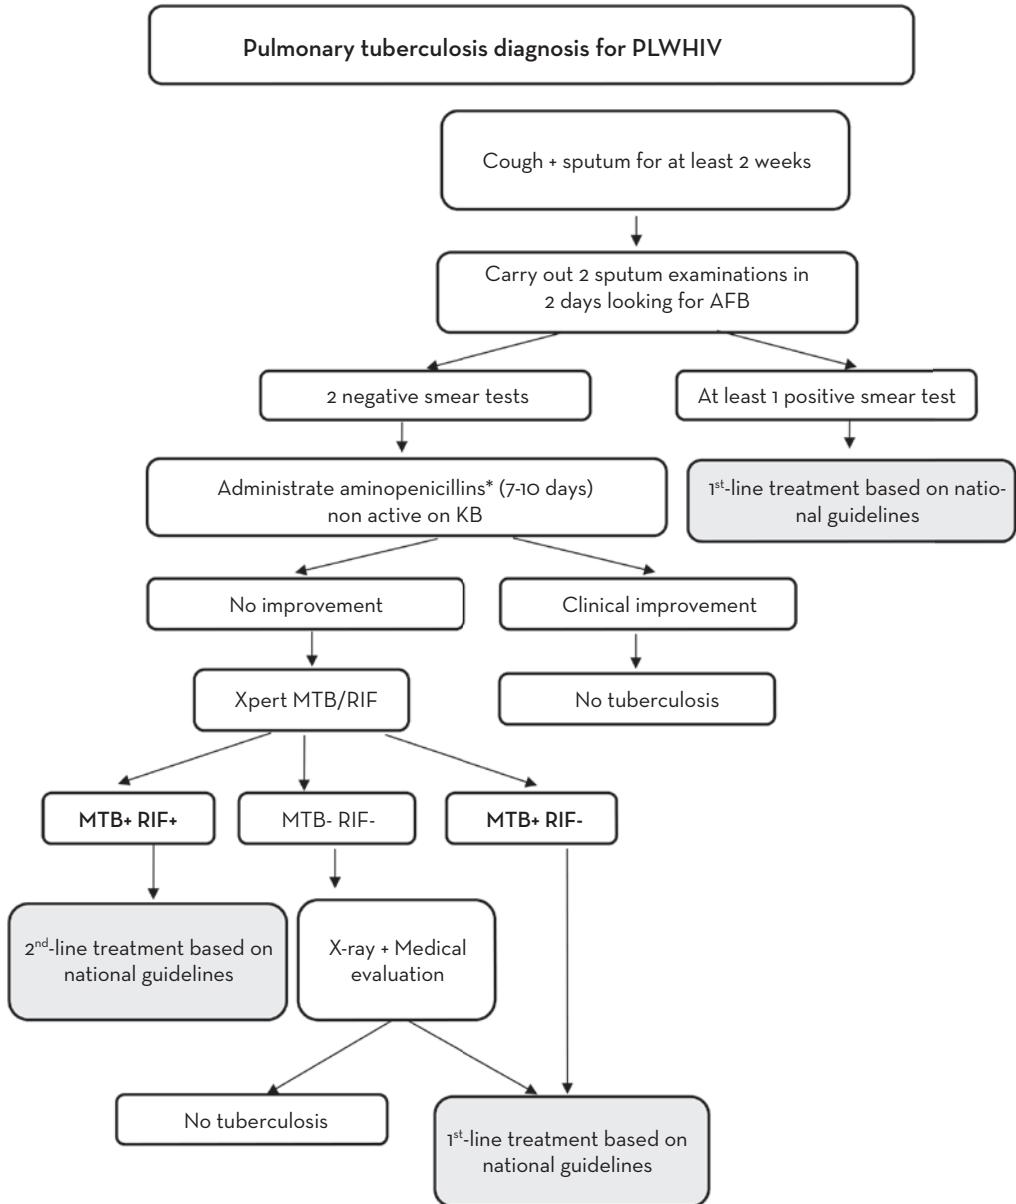 Pulmonary tuberculosis diagnosis for PLWHIV
Cough + sputum for at least 2 weeks
Carry out 2 sputum examinations in
2 days looking for AFB
2 negative smear tests
At least 1 positive smear test
Administrate aminopenicillins* (7-10 days)
non active on KB
1st-line treatment based on natio-
nal guidelines
No improvement
Clinical improvement
Xpert MTB/RIF
No tuberculosis
MTB+ RIF+
MTB- RIF-
MTB+ RIF-
2nd-line treatment based on
national guidelines
X-ray + Medical
evaluation
No tuberculosis
1st-line treatment based on
national guidelines